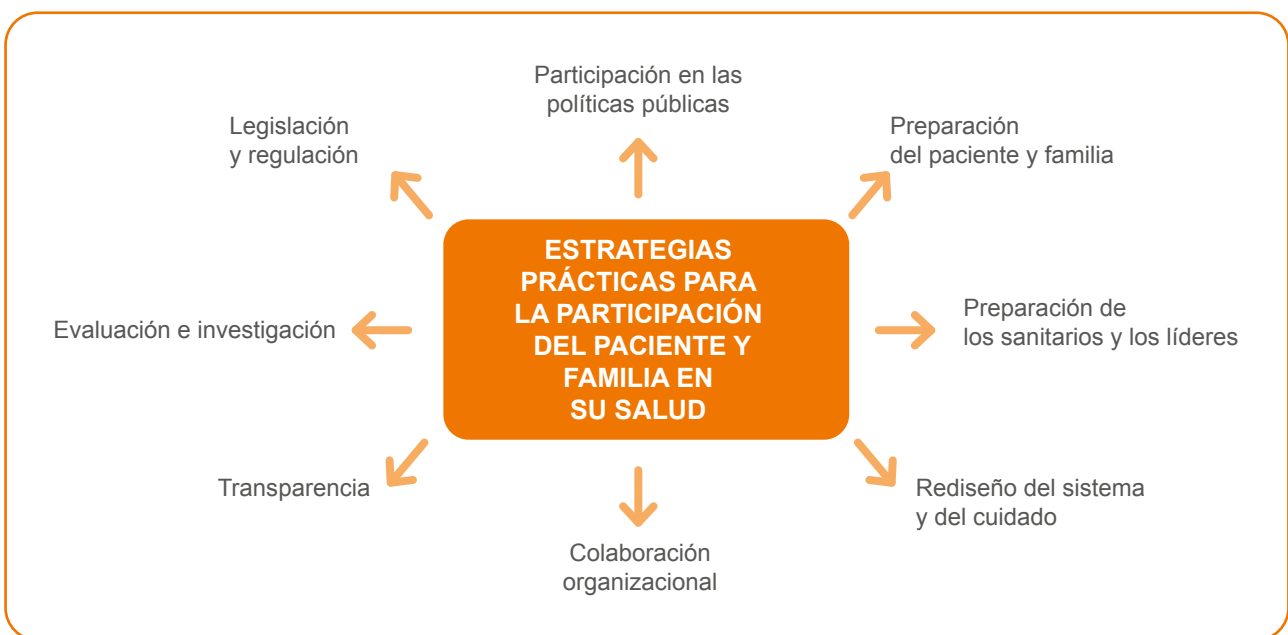 Participación en las
políticas públicas
Legislación
y regulación
Preparación
del paciente y familia
ESTRATEGIAS
PRÁCTICAS PARA
LA PARTICIPACIÓN
DEL PACIENTE Y
FAMILIA EN
SU SALUD
Evaluación e investigación
Preparación de
los sanitarios y los líderes
Transparencia
Rediseño del sistema
y del cuidado
Colaboración
organizacional